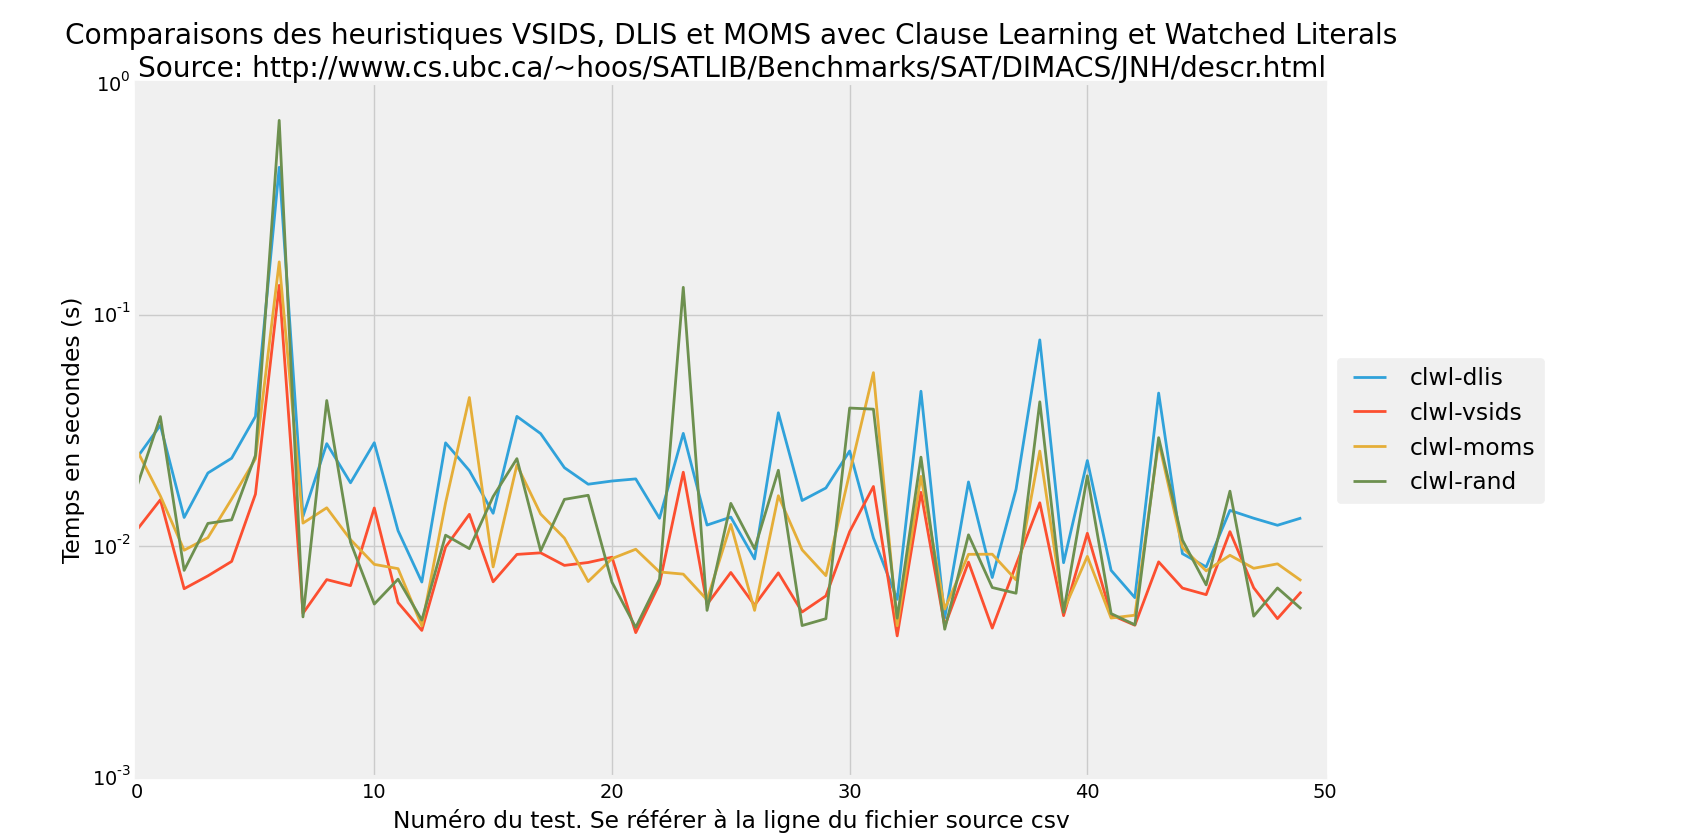 Comparaisons des heuristiques VSIDS, DLIS et MOMS avec Clause Learning et Watched Literals
Source: http://www.cs.ubc.ca/~hoos/SATLIB/Benchmarks/SAT/DIMACS/JNH/descr.html
10^0
10^-1
10^-2
10^-3
Temps en secondes (s)
0 10 20 30 40 50
Numéro du test. Se référer à la ligne du fichier source csv
clwl-dlis
clwl-vsids
clwl-moms
clwl-rand